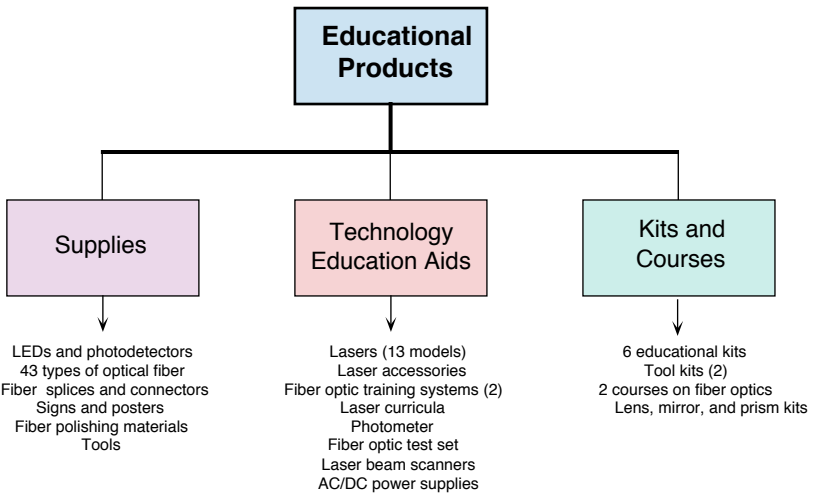 Educational
Products
Supplies
Technology
Education Aids
Kits and
Courses
LEDs and photodetectors
43 types of optical fiber
Fiber splices and connectors
Signs and posters
Fiber polishing materials
Tools
Lasers (13 models)
Laser accessories
Fiber optic training systems (2)
Laser curricula
Photometer
Fiber optic test set
Laser beam scanners
AC/DC power supplies
6 educational kits
Tool kits (2)
2 courses on fiber optics
Lens, mirror, and prism kits